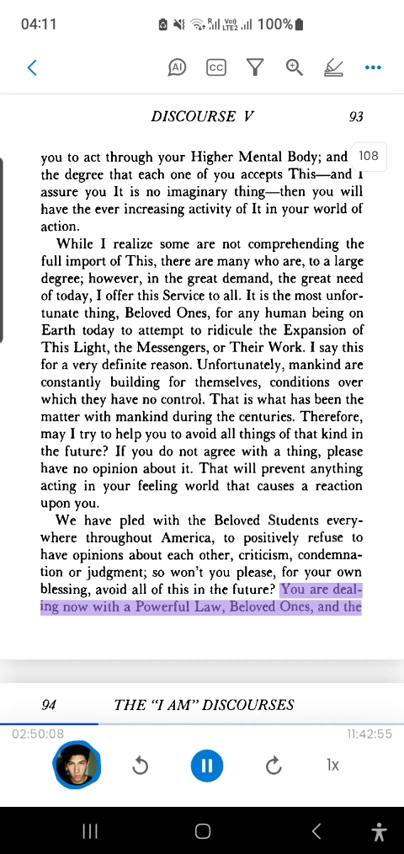 04:11
100%
AI
CC
DISCOURSE V 93
108
you to act through your Higher Mental Body; and
the degree that each one of you accepts This—and I
assure you It is no imaginary thing—then you will
have the ever increasing activity of It in your world of
action.
While I realize some are not comprehending the
full import of This, there are many who are, to a large
degree; however, in the great demand, the great need
of today, I offer this Service to all. It is the most unfor-
tunate thing, Beloved Ones, for any human being on
Earth today to attempt to ridicule the Expansion of
This Light, the Messengers, or Their Work. I say this
for a very definite reason. Unfortunately, mankind are
constantly building for themselves, conditions over
which they have no control. That is what has been the
matter with mankind during the centuries. Therefore,
may I try to help you to avoid all things of that kind in
the future? If you do not agree with a thing, please
have no opinion about it. That will prevent anything
acting in your feeling world that causes a reaction
upon you.
We have pled with the Beloved Students every-
where throughout America, to positively refuse to
have opinions about each other, criticism, condemna-
tion or judgment; so won't you please, for your own
blessing, avoid all of this in the future? You are deal-
ing now with a Powerful Law, Beloved Ones, and the
94 THE “I AM” DISCOURSES
02:50:08 11:42:55
1x